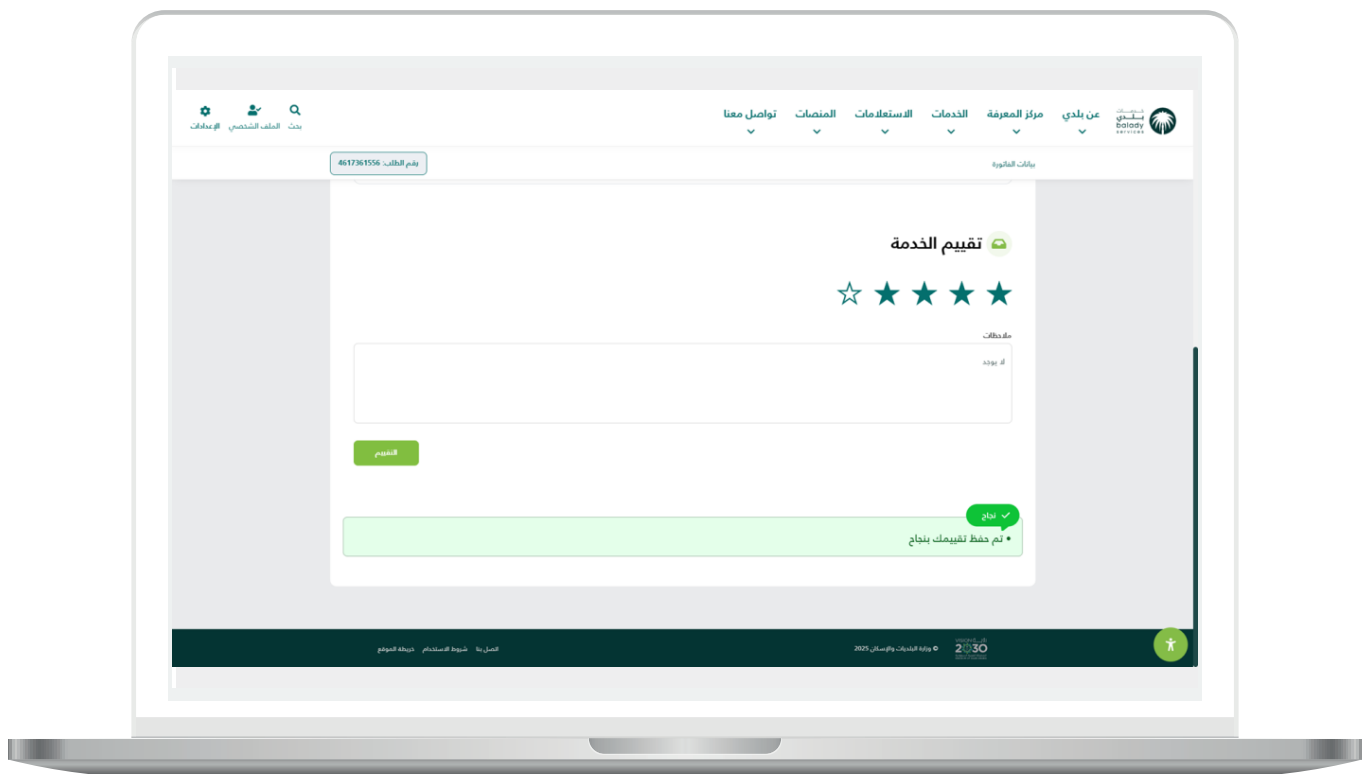 خدمات
بلدي
balady
services
عن بلدي
مركز المعرفة
الخدمات
الاستعلامات
المنصات
تواصل معنا
بحث
الملف الشخصي
الإعدادات
بيانات الفاتورة
رقم الطلب: 4617361556
تقييم الخدمة
ملاحظات
لا يوجد
التقييم
نجاح
• تم حفظ تقييمك بنجاح
2030
© وزارة البلديات والإسكان 2025
اتصل بنا
شروط الاستخدام
خريطة الموقع